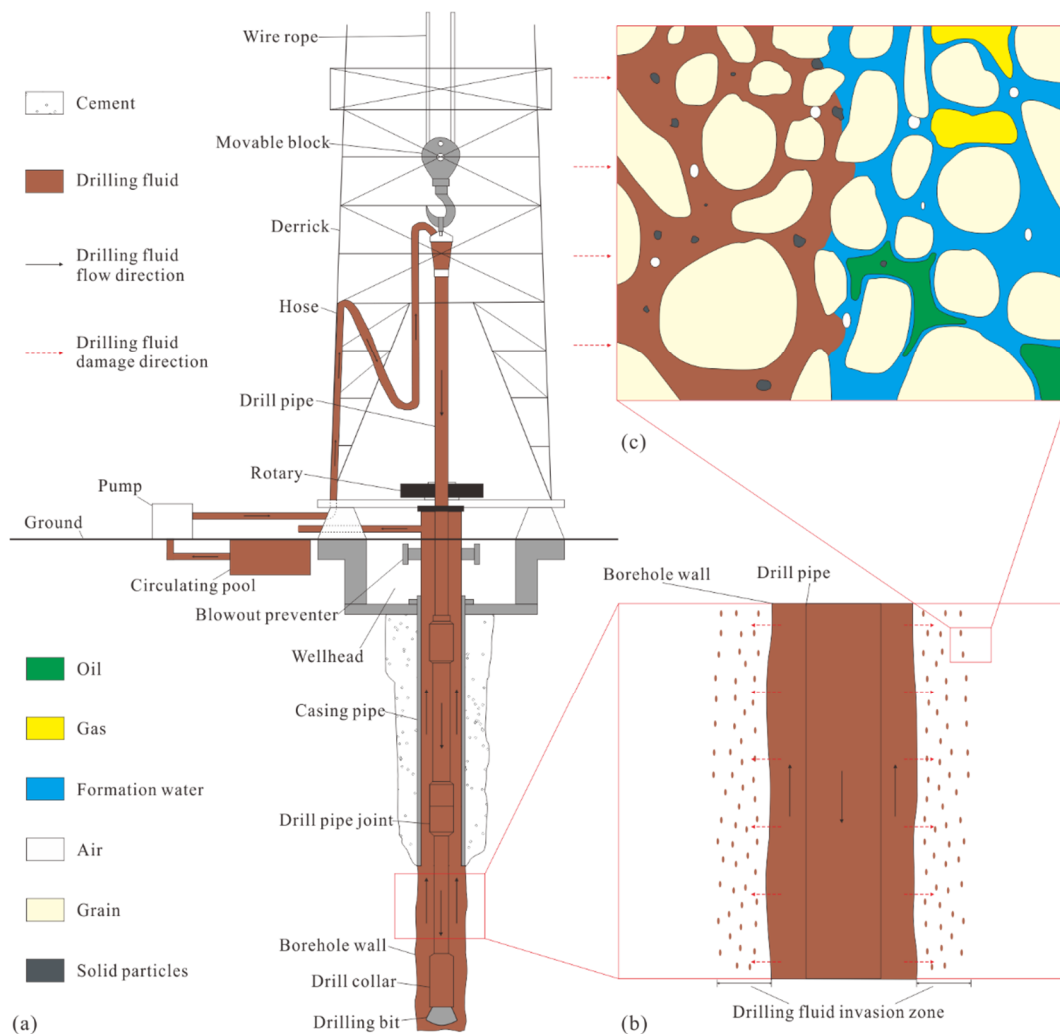 Wire rope
Cement
Movable block
Drilling fluid
Derrick
Drilling fluid
flow direction
Hose
Drilling fluid
damage direction
Drill pipe
(c)
Rotary
Pump
Ground
Circulating pool
Blowout preventer
Borehole wall
Drill pipe
Wellhead
Oil
Casing pipe
Gas
Formation water
Drill pipe joint
Air
Grain
Borehole wall
Solid particles
Drill collar
Drilling fluid invasion zone
(a)
Drilling bit
(b)